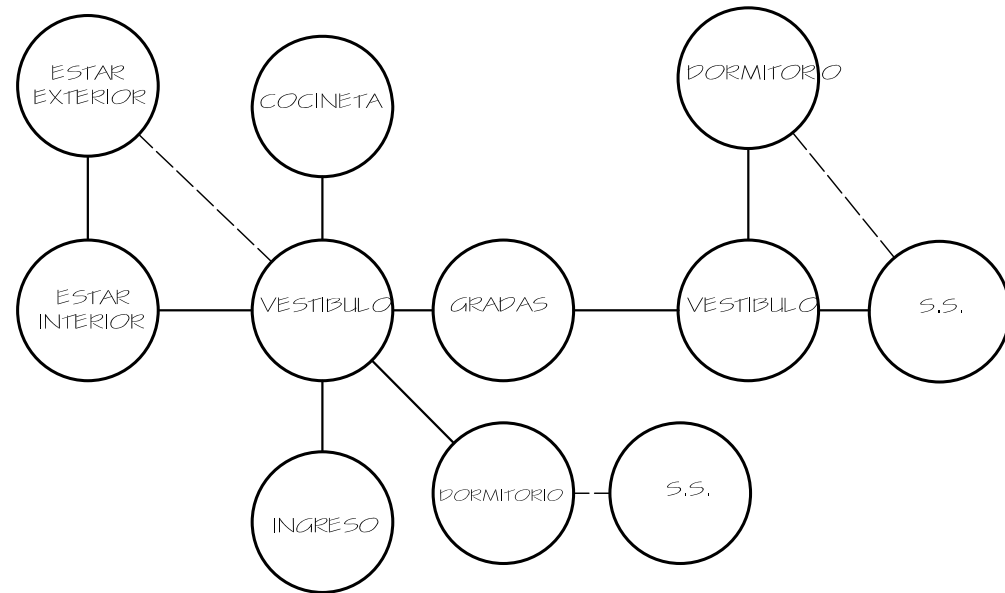 ESTAR
EXTERIOR
COCINETA
DORMITORIO
ESTAR
INTERIOR
VESTIBULO
GRADAS
VESTIBULO
S.S.
INGRESO
DORMITORIO
S.S.